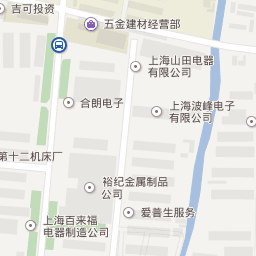 吉可投资
五金建材经营部
上海山田电器
有限公司
合朗电子
上海波峰电子
有限公司
第十二机床厂
裕纪金属制品
公司
爱普生服务
上海百来福
电器制造公司